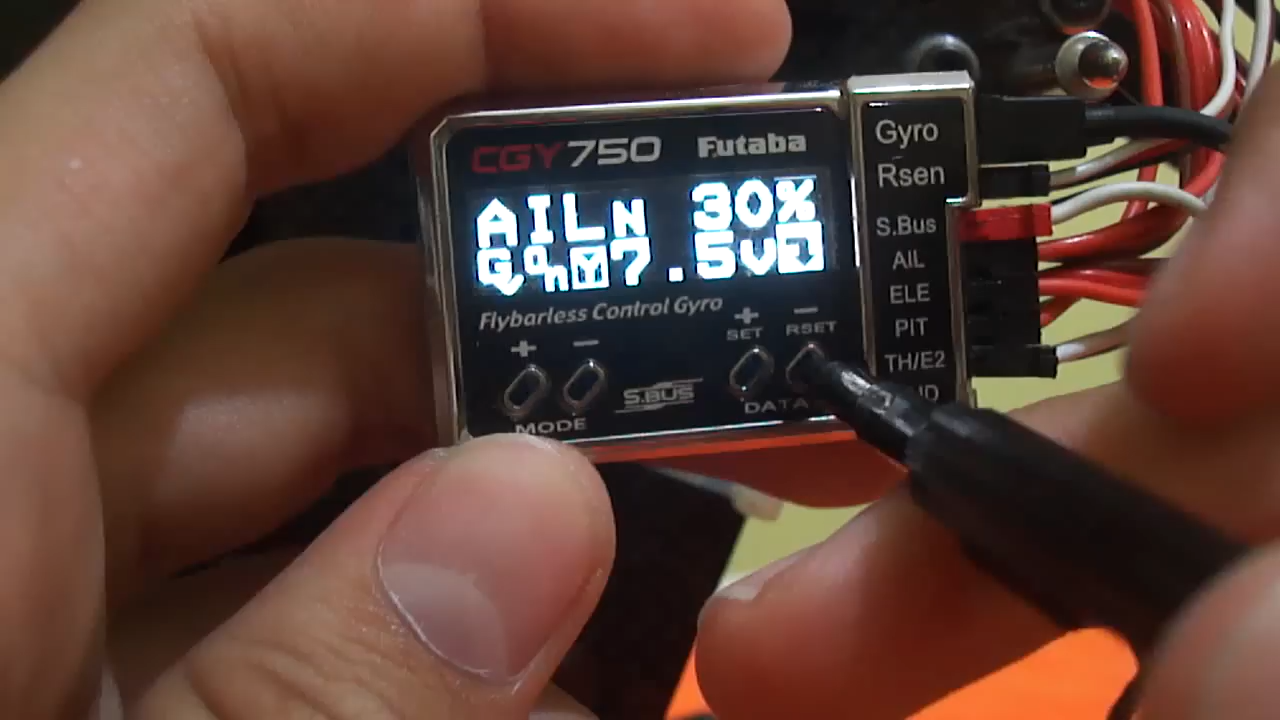 CGY750 Futaba
AILn 30%
7.5v
Flybarless Control Gyro
+ − + −
SET RSET
S.BUS
MODE DATA
Gyro
Rsen
S.Bus
AIL
ELE
PIT
TH/E2